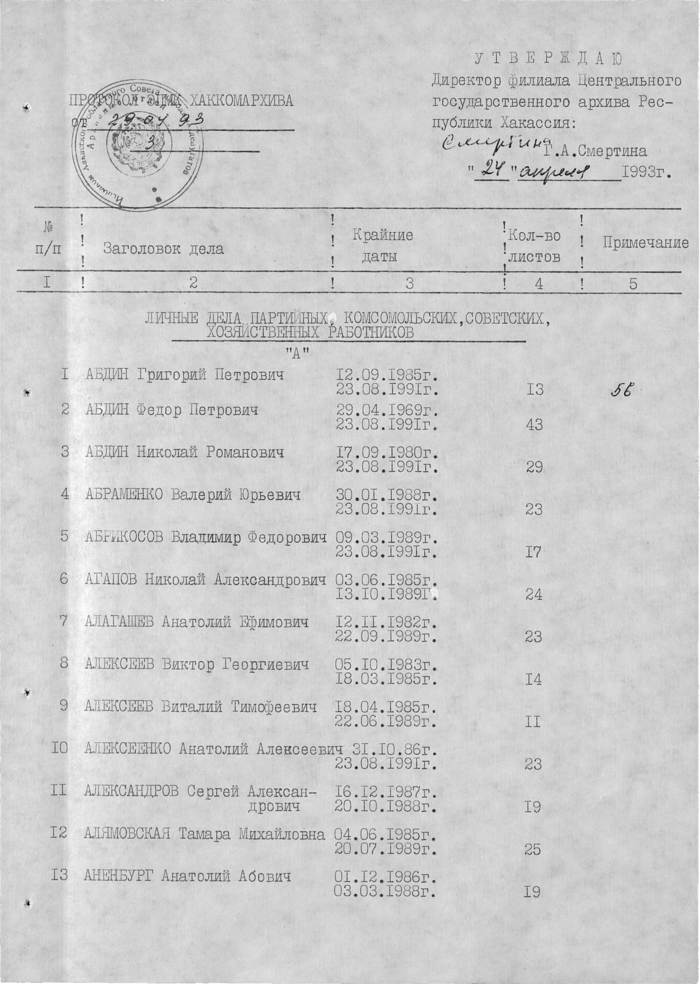 УТВЕРЖДАЮ
Директор филиала Центрального
государственного архива Рес-
публики Хакассия:
Смертина Г.А.Смертина
"24" апреля 1993г.
ПРОТОКОЛ ЭПМК ХАККОМАРХИВА
от 29.04.93
3
№ п/п ! Заголовок дела ! Крайние даты ! Кол-во листов ! Примечание
I ! 2 ! 3 ! 4 ! 5
ЛИЧНЫЕ ДЕЛА ПАРТИЙНЫХ, КОМСОМОЛЬСКИХ,СОВЕТСКИХ,
ХОЗЯЙСТВЕННЫХ РАБОТНИКОВ
"А"
I АБДИН Григорий Петрович I2.09.I985г.
23.08.I99Iг. I3
2 АБДИН Федор Петрович 29.04.I969г.
23.08.I99Iг. 43
3 АБДИН Николай Романович I7.09.I980г.
23.08.I99Iг. 29
4 АБРАМЕНКО Валерий Юрьевич 30.0I.I988г.
23.08.I99Iг. 23
5 АБРИКОСОВ Владимир Федорович 09.03.I989г.
23.08.I99Iг. I7
6 АГАПОВ Николай Александрович 03.06.I985г.
I3.I0.I989г. 24
7 АЛАГАШЕВ Анатолий Ефимович I2.II.I982г.
22.09.I989г. 23
8 АЛЕКСЕЕВ Виктор Георгиевич 05.I0.I983г.
I8.03.I985г. I4
9 АЛЕКСЕЕВ Виталий Тимофеевич I8.04.I985г.
22.06.I989г. II
I0 АЛЕКСЕЕНКО Анатолий Алексеевич 3I.I0.86г.
23.08.I99Iг. 23
II АЛЕКСАНДРОВ Сергей Алексан- I6.I2.I987г.
дрович 20.I0.I988г. I9
I2 АЛЯМОВСКАЯ Тамара Михайловна 04.06.I985г.
20.07.I989г. 25
I3 АНЕНБУРГ Анатолий Абович 0I.I2.I986г.
03.03.I988г. I9